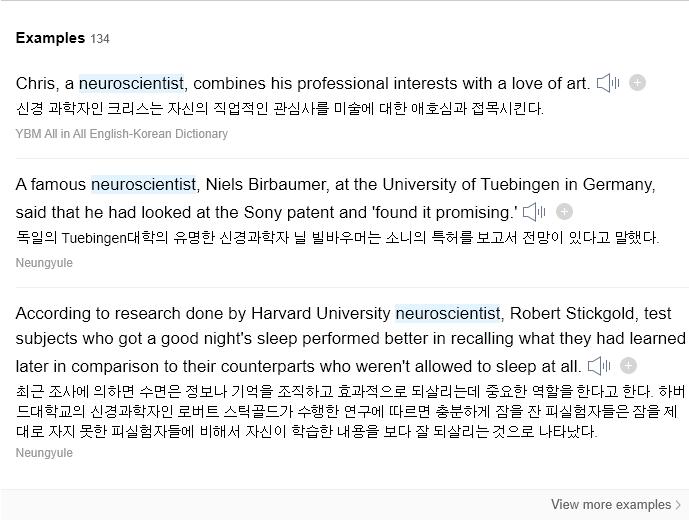 Examples 134
Chris, a neuroscientist, combines his professional interests with a love of art.
신경 과학자인 크리스는 자신의 직업적인 관심사를 미술에 대한 애호심과 접목시킨다.
YBM All in All English-Korean Dictionary
A famous neuroscientist, Niels Birbaumer, at the University of Tuebingen in Germany,
said that he had looked at the Sony patent and 'found it promising.'
독일의 Tuebingen대학의 유명한 신경과학자 닐 빌바우머는 소니의 특허를 보고서 전망이 있다고 말했다.
Neungyule
According to research done by Harvard University neuroscientist, Robert Stickgold, test
subjects who got a good night's sleep performed better in recalling what they had learned
later in comparison to their counterparts who weren't allowed to sleep at all.
최근 조사에 의하면 수면은 정보나 기억을 조직하고 효과적으로 되살리는데 중요한 역할을 한다고 한다. 하버
드대학교의 신경과학자인 로버트 스틱골드가 수행한 연구에 따르면 충분하게 잠을 잔 피실험자들은 잠을 제
대로 자지 못한 피실험자들에 비해서 자신이 학습한 내용을 보다 잘 되살리는 것으로 나타났다.
Neungyule
View more examples